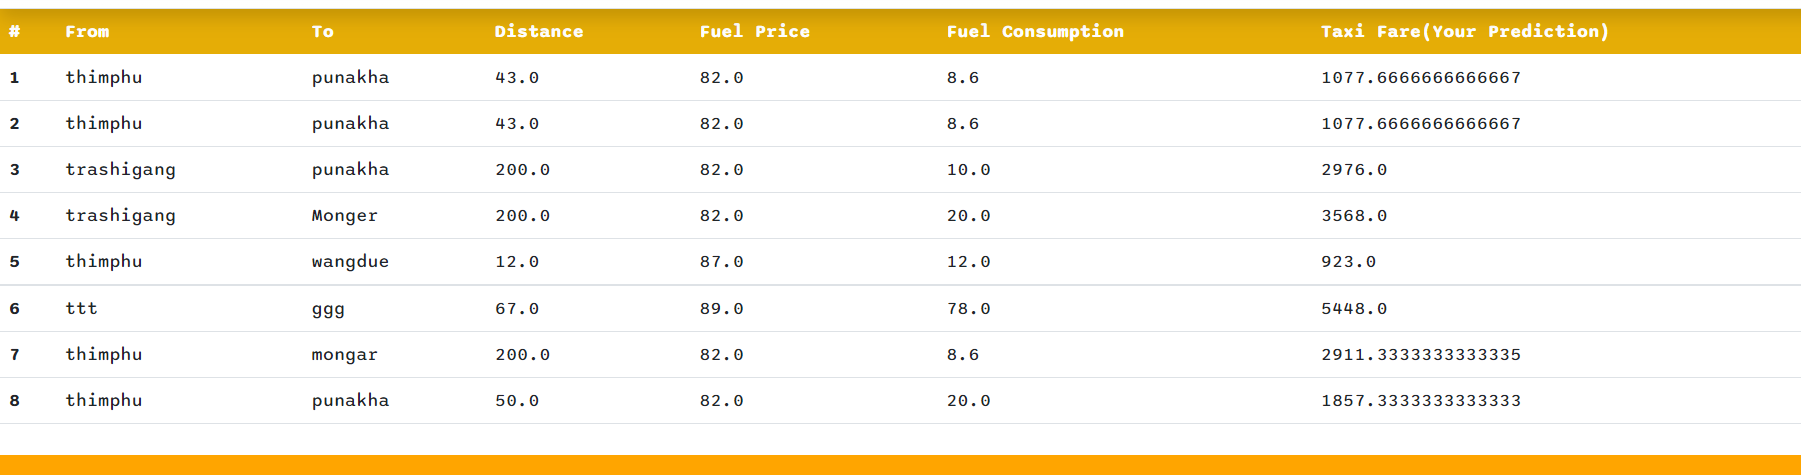 # From To Distance Fuel Price Fuel Consumption Taxi Fare(Your Prediction)
1 thimphu punakha 43.0 82.0 8.6 1077.6666666666667
2 thimphu punakha 43.0 82.0 8.6 1077.6666666666667
3 trashigang punakha 200.0 82.0 10.0 2976.0
4 trashigang Monger 200.0 82.0 20.0 3568.0
5 thimphu wangdue 12.0 87.0 12.0 923.0
6 ttt ggg 67.0 89.0 78.0 5448.0
7 thimphu mongar 200.0 82.0 8.6 2911.3333333333335
8 thimphu punakha 50.0 82.0 20.0 1857.3333333333333